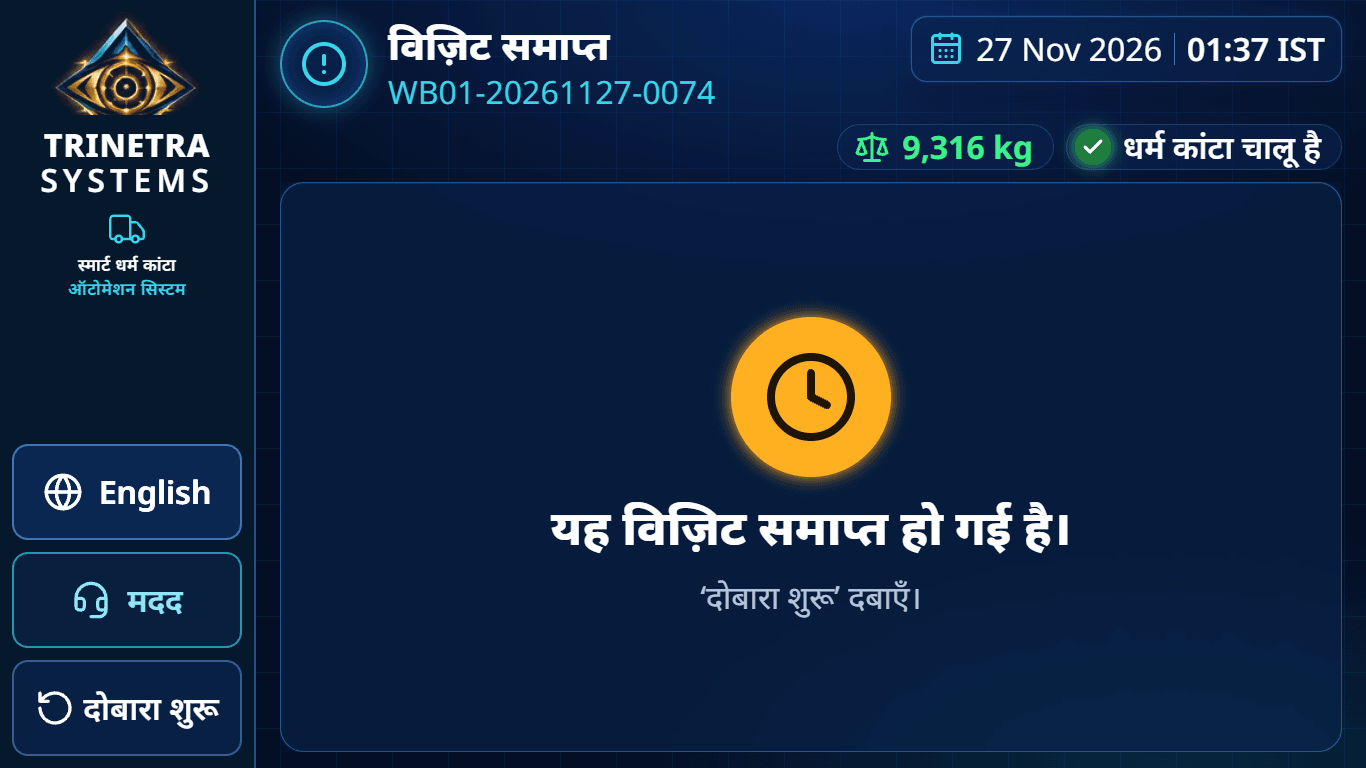 TRINETRA
SYSTEMS
स्मार्ट धर्म कांटा
ऑटोमेशन सिस्टम
English
मदद
दोबारा शुरू
विज़िट समाप्त
WB01-20261127-0074
27 Nov 2026 01:37 IST
9,316 kg
धर्म कांटा चालू है
यह विज़िट समाप्त हो गई है।
‘दोबारा शुरू’ दबाएँ।